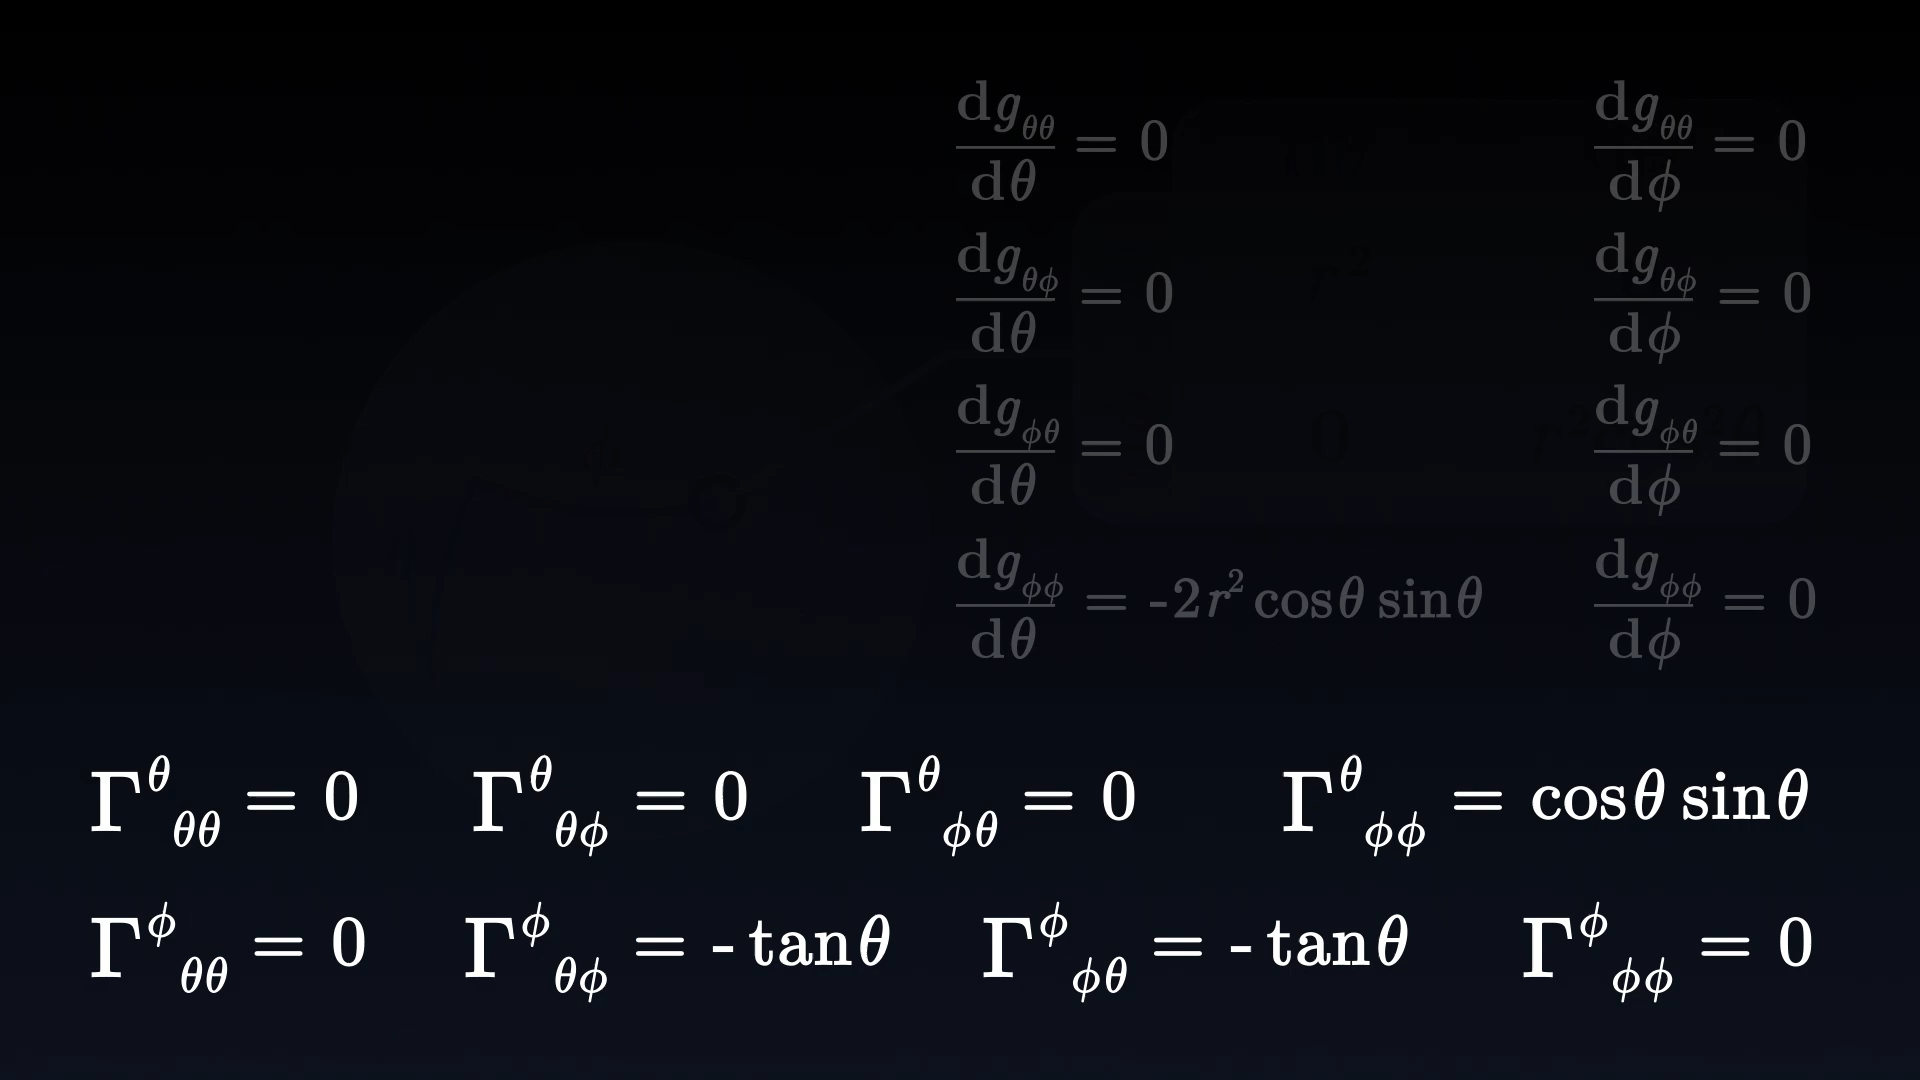 dg_θθ/dθ = 0    dg_θθ/dϕ = 0
dg_θϕ/dθ = 0    dg_θϕ/dϕ = 0
dg_ϕθ/dθ = 0    dg_ϕθ/dϕ = 0
dg_ϕϕ/dθ = -2r² cosθ sinθ    dg_ϕϕ/dϕ = 0
Γ^θ_θθ = 0    Γ^θ_θϕ = 0    Γ^θ_ϕθ = 0    Γ^θ_ϕϕ = cosθ sinθ
Γ^ϕ_θθ = 0    Γ^ϕ_θϕ = -tanθ    Γ^ϕ_ϕθ = -tanθ    Γ^ϕ_ϕϕ = 0